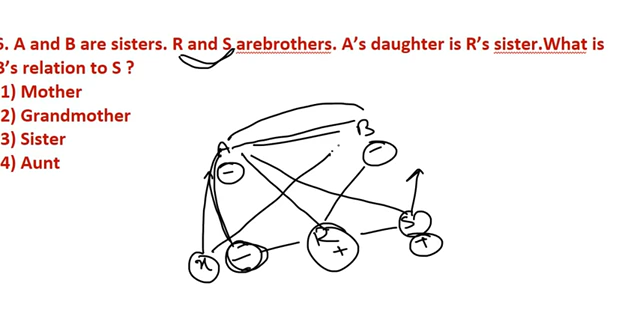 6. A and B are sisters. R and S arebrothers. A's daughter is R's sister.What is
B's relation to S ?
1) Mother
2) Grandmother
3) Sister
4) Aunt
A
B
R
S